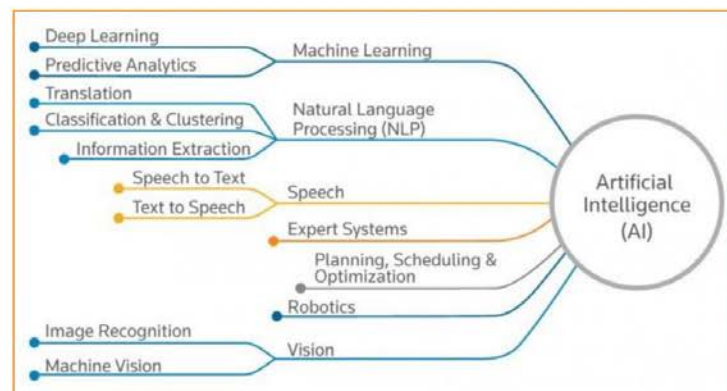 Deep Learning
Machine Learning
Predictive Analytics
Translation
Classification & Clustering
Natural Language
Processing (NLP)
Information Extraction
Speech to Text
Speech
Text to Speech
Expert Systems
Planning, Scheduling &
Optimization
Robotics
Image Recognition
Vision
Machine Vision
Artificial
Intelligence
(AI)